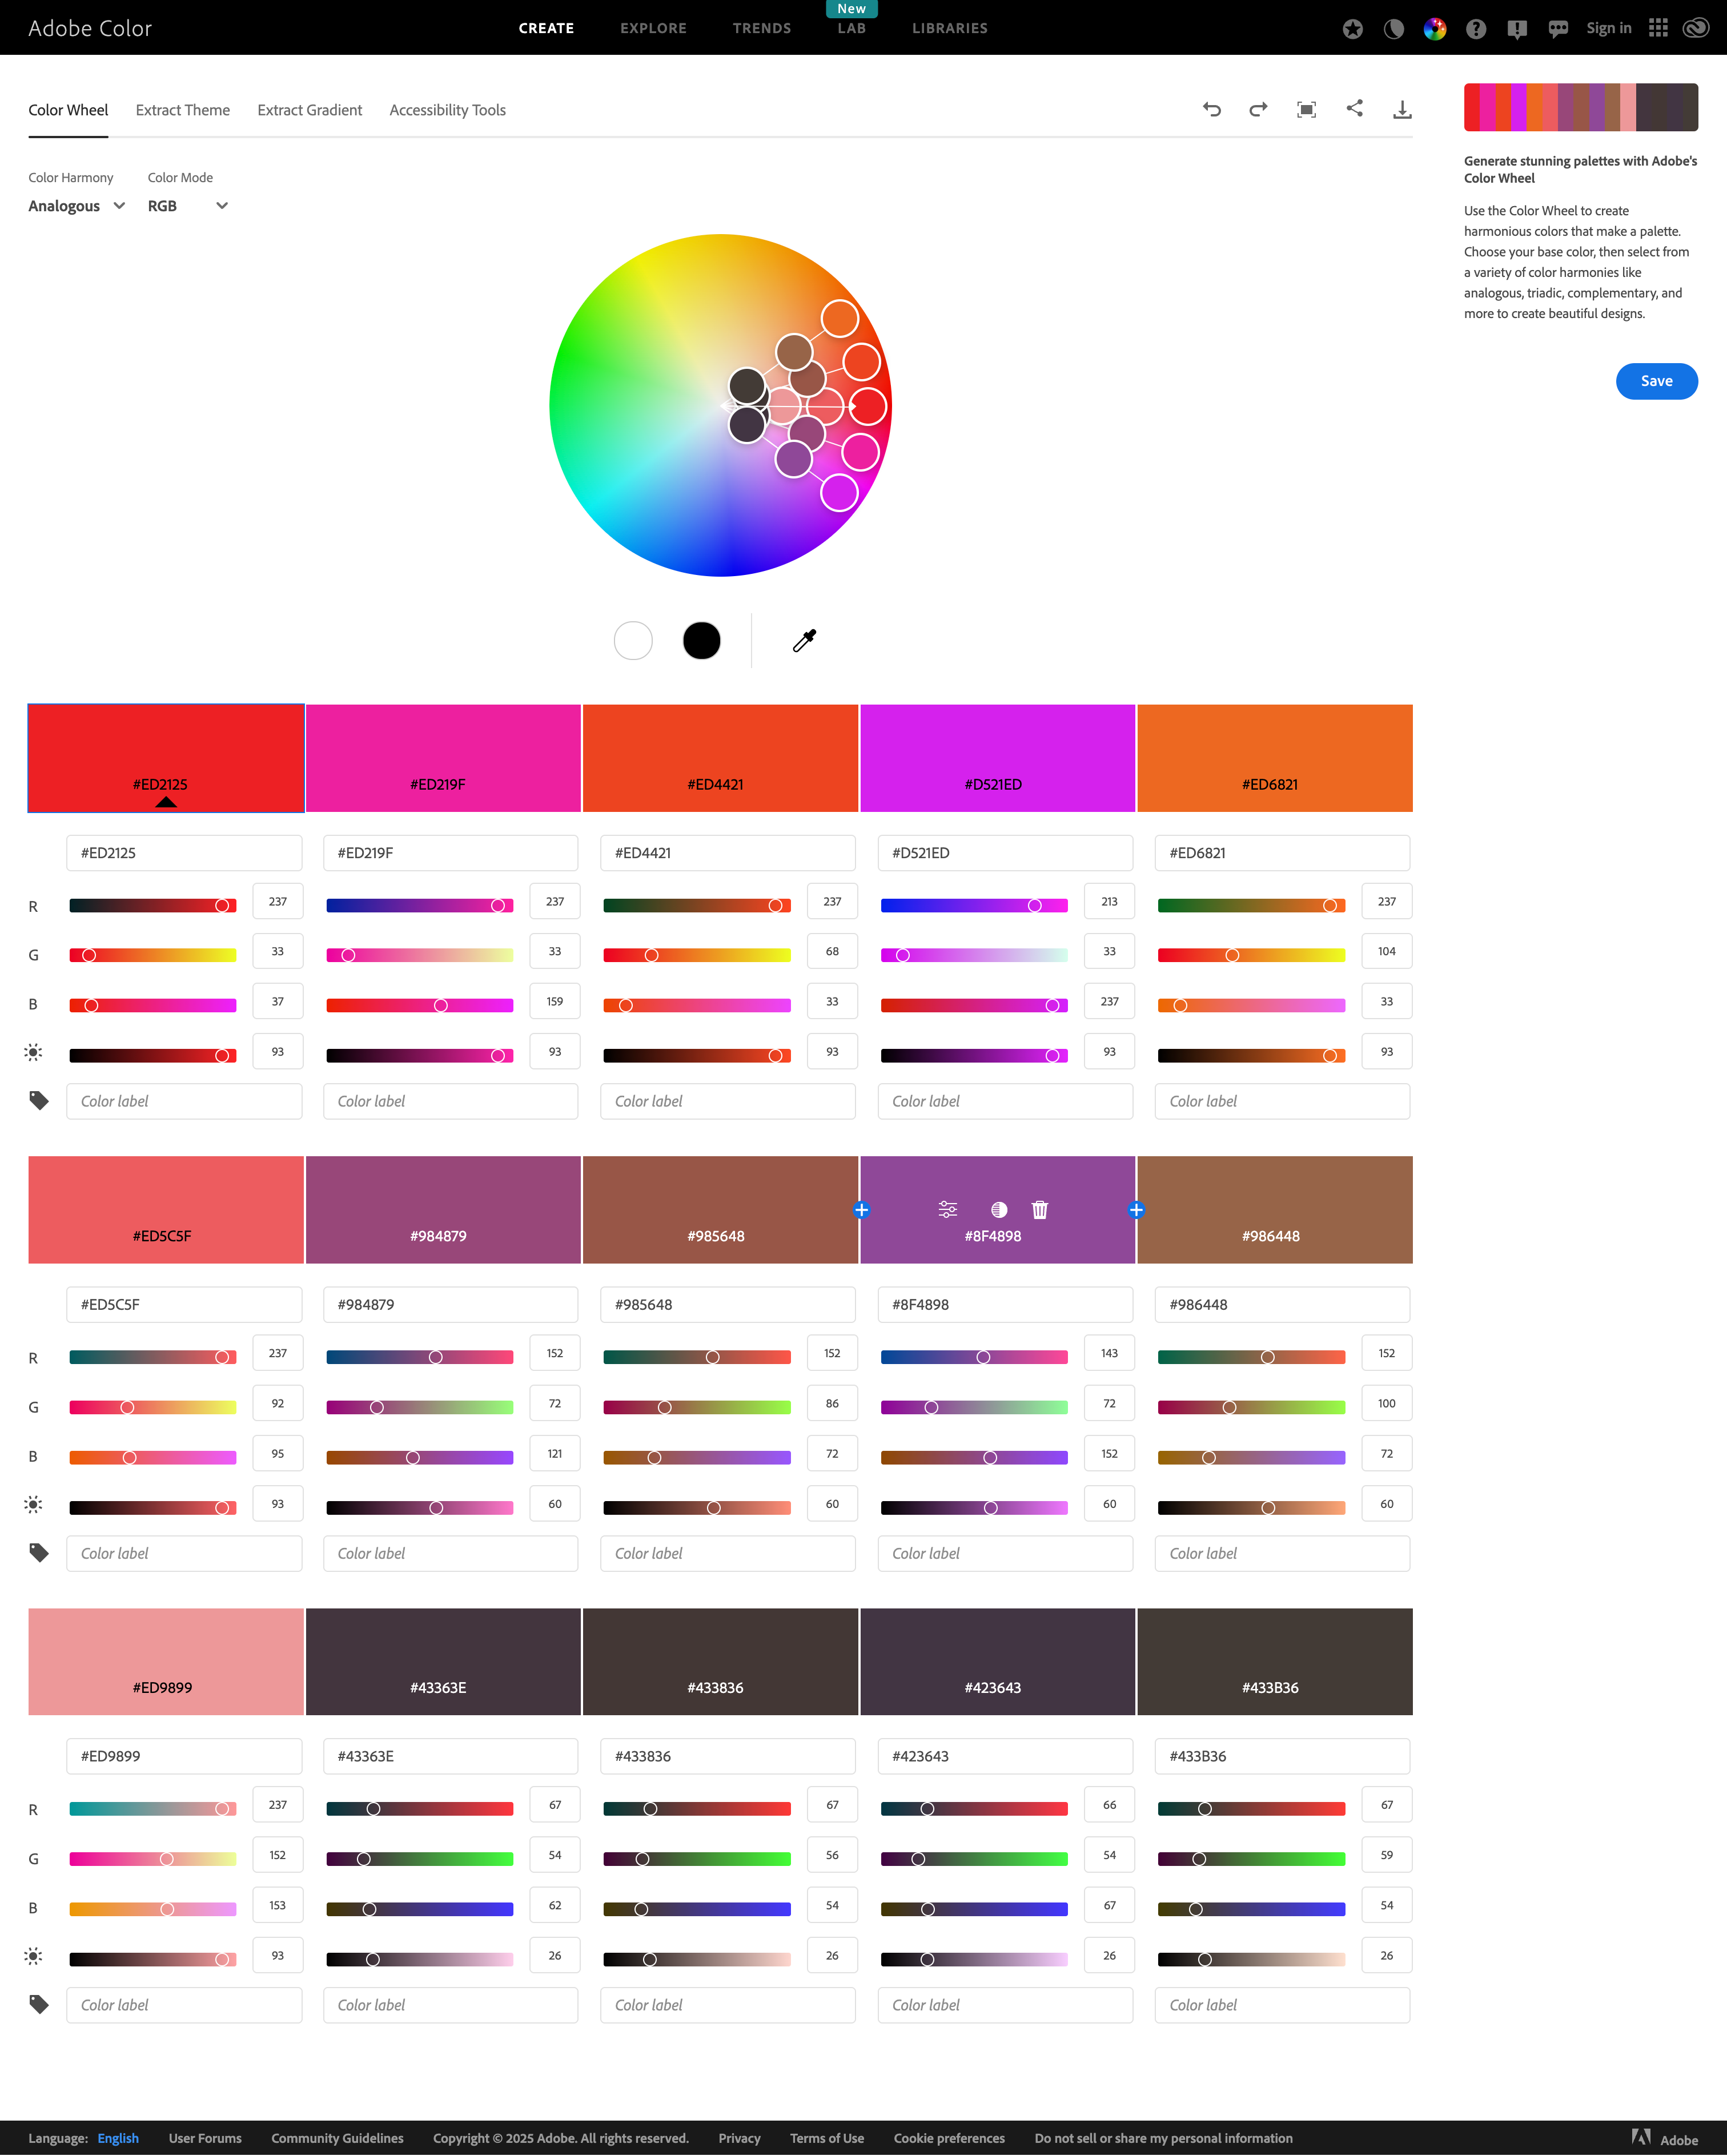 Adobe Color
CREATE
EXPLORE
TRENDS
New
LAB
LIBRARIES
Sign in
Color Wheel
Extract Theme
Extract Gradient
Accessibility Tools
Generate stunning palettes with Adobe's
Color Wheel
Use the Color Wheel to create
harmonious colors that make a palette.
Choose your base color, then select from
a variety of color harmonies like
analogous, triadic, complementary, and
more to create beautiful designs.
Save
Color Harmony
Color Mode
Analogous
RGB
#ED2125 #ED219F #ED4421 #D521ED #ED6821
#ED2125 #ED219F #ED4421 #D521ED #ED6821
R 237 237 237 213 237
G 33 33 68 33 104
B 37 159 33 237 33
93 93 93 93 93
Color label Color label Color label Color label Color label
#ED5C5F #984879 #985648 #8F4898 #986448
#ED5C5F #984879 #985648 #8F4898 #986448
R 237 152 152 143 152
G 92 72 86 72 100
B 95 121 72 152 72
93 60 60 60 60
Color label Color label Color label Color label Color label
#ED9899 #43363E #433836 #423643 #433B36
#ED9899 #43363E #433836 #423643 #433B36
R 237 67 67 66 67
G 152 54 56 54 59
B 153 62 54 67 54
93 26 26 26 26
Color label Color label Color label Color label Color label
Language: English User Forums Community Guidelines Copyright © 2025 Adobe. All rights reserved. Privacy Terms of Use Cookie preferences Do not sell or share my personal information Adobe